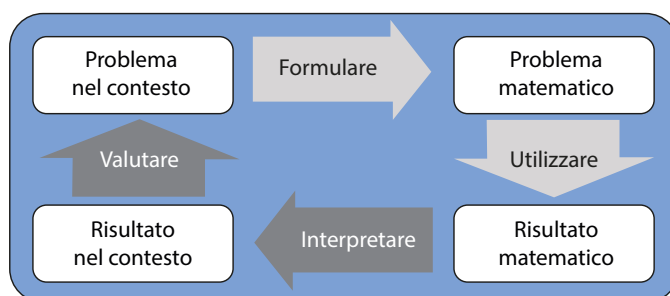 Problema
nel contesto
Formulare
Problema
matematico
Valutare
Utilizzare
Risultato
nel contesto
Interpretare
Risultato
matematico